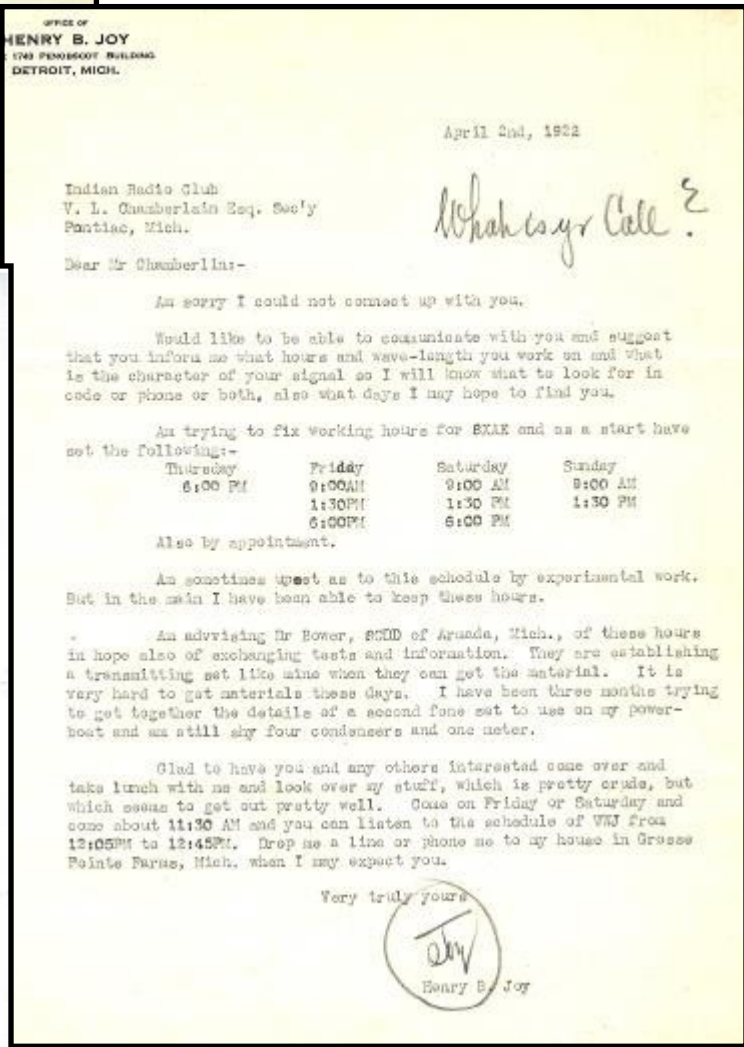 OFFICE OF
HENRY B. JOY
1740 PENOBSCOT BUILDING
DETROIT, MICH.
April 2nd, 1922
Indian Radio Club
V. L. Chamberlain Esq. Sec'y
Pontiac, Mich.
What is yr Call ?
Dear Mr Chamberlin:-
Am sorry I could not connect up with you.
Would like to be able to communicate with you and suggest
that you inform me what hours and wave-length you work on and what
is the character of your signal so I will know what to look for in
code or phone or both, also what days I may hope to find you.
Am trying to fix working hours for 8XAK and as a start have
set the following:-
Thursday Friday Saturday Sunday
6:00 PM 9:00AM 9:00 AM 9:00 AM
1:30PM 1:30 PM 1:30 PM
6:00PM 6:00 PM
Also by appointment.
Am sometimes upset as to this schedule by experimental work.
But in the main I have been able to keep these hours.
Am advvising Mr Bower, of Armada, Mich., of these hours
in hope also of exchanging tests and information. They are establishing
a transmitting set like mine when they can get the material. It is
very hard to get materials these days. I have been three months trying
to get together the details of a second fone set to use on my power-
boat and am still shy four condensers and one meter.
Glad to have you and any others interested come over and
take lunch with me and look over my stuff, which is pretty crude, but
which seems to get out pretty well. Come on Friday or Saturday and
come about 11:30 AM and you can listen to the schedule of WWJ from
12:05PM to 12:45PM. Drop me a line or phone me to my house in Grosse
Pointe Farms, Mich. when I may expect you.
Very truly yours
Joy
Henry B. Joy